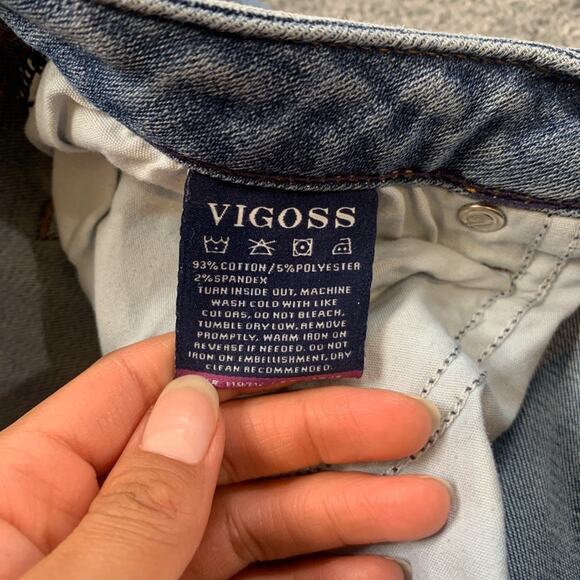 VIGOSS
93% COTTON/5% POLYESTER
2% SPANDEX
TURN INSIDE OUT, MACHINE
WASH COLD WITH LIKE
COLORS, DO NOT BLEACH,
TUMBLE DRY LOW, REMOVE
PROMPTLY, WARM IRON ON
REVERSE IF NEEDED. DO NOT
IRON ON EMBELLISHMENT, DRY
CLEAN RECOMMENDED.